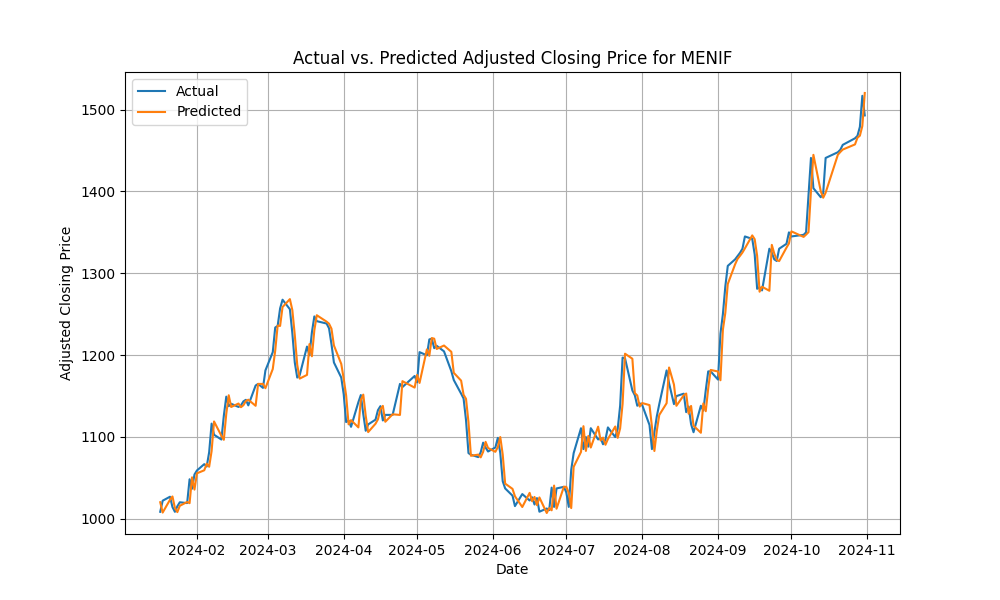 Actual vs. Predicted Adjusted Closing Price for MENIF
Actual
Predicted
Adjusted Closing Price
1500
1400
1300
1200
1100
1000
2024-02 2024-03 2024-04 2024-05 2024-06 2024-07 2024-08 2024-09 2024-10 2024-11
Date